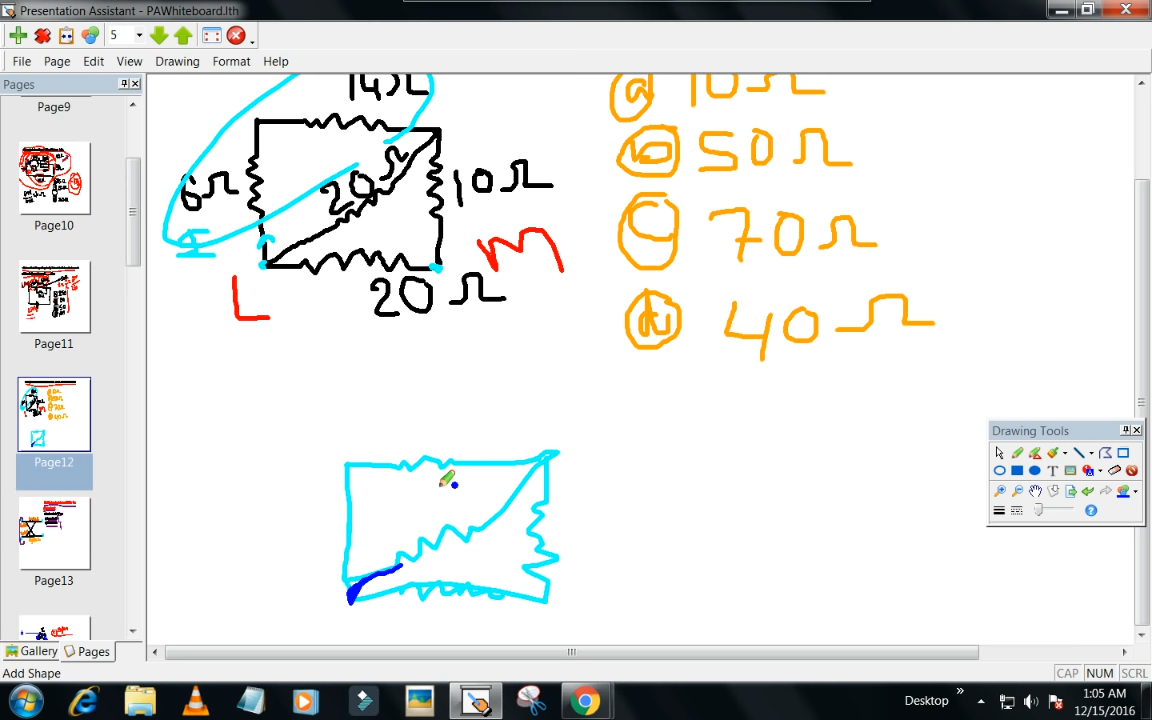 Presentation Assistant - PAWhiteboard.lth
5
File Page Edit View Drawing Format Help
Pages
Page9
Page10
Page11
Page12
Page13
14Ω
6Ω
20Ω
10Ω
20Ω
L
m
I
a 10Ω
b 50Ω
c 70Ω
d 40Ω
Drawing Tools
Gallery Pages
Add Shape
CAP NUM SCRL
Desktop
1:05 AM
12/15/2016